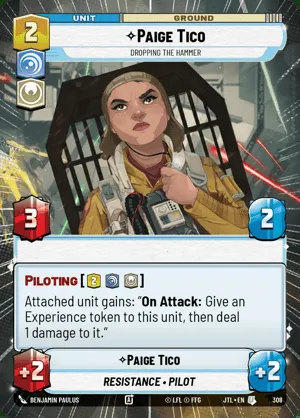 UNIT
GROUND
2
✧PAIGE TICO
DROPPING THE HAMMER
3
2
PILOTING [2]
Attached unit gains: “On Attack: Give an
Experience token to this unit, then deal
1 damage to it.”
✧PAIGE TICO
+2
RESISTANCE • PILOT
+2
BENJAMIN PAULUS
© LFL © FFG
JTL • EN
308